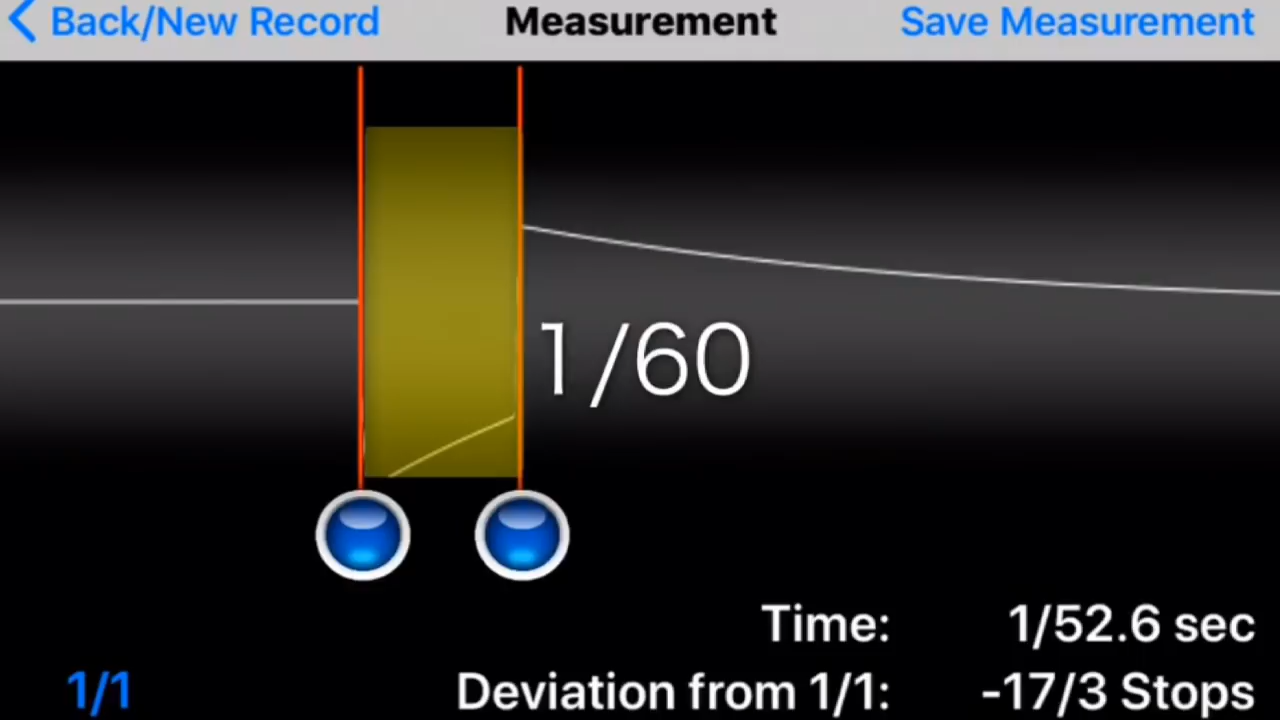 Back/New Record Measurement Save Measurement
1/60
Time: 1/52.6 sec
1/1 Deviation from 1/1: -17/3 Stops